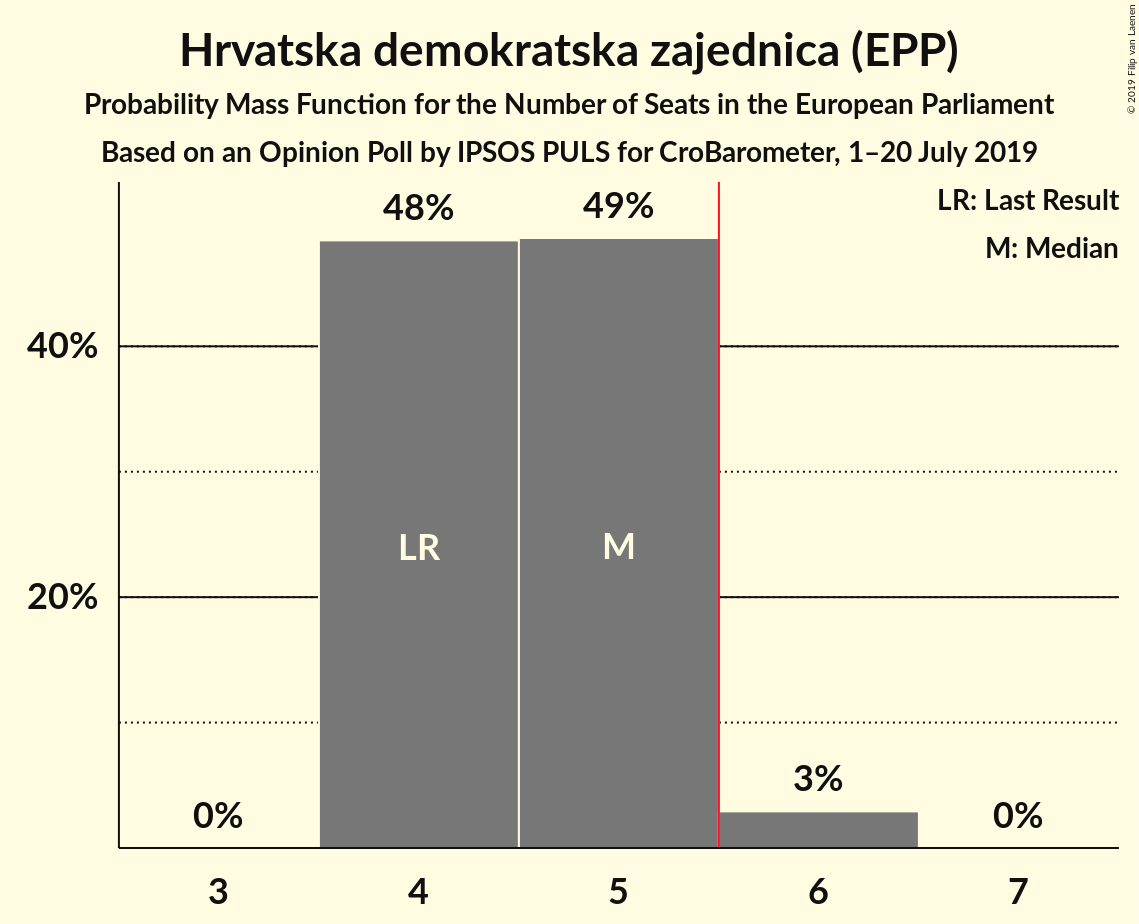 Hrvatska demokratska zajednica (EPP)
Probability Mass Function for the Number of Seats in the European Parliament
Based on an Opinion Poll by IPSOS PULS for CroBarometer, 1–20 July 2019
© 2019 Filip van Laenen
LR: Last Result
M: Median
48%
49%
40%
LR
M
20%
3%
0%
0%
3
4
5
6
7